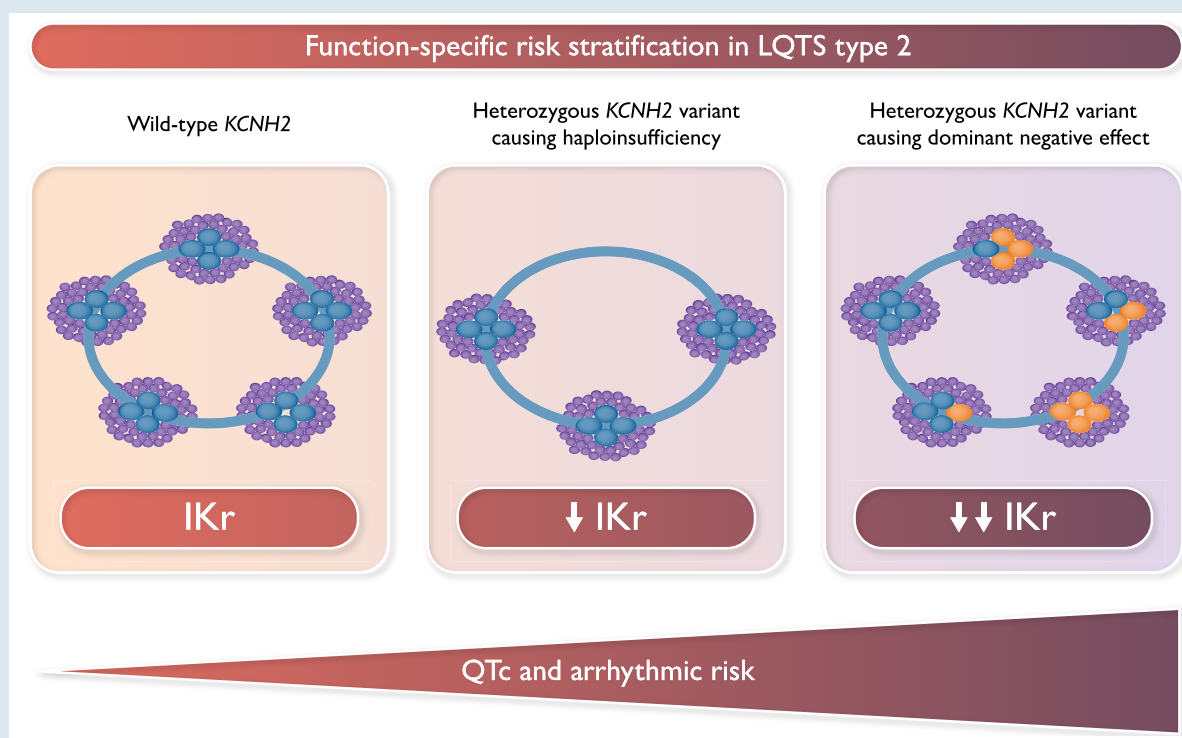 Function-specific risk stratification in LQTS type 2
Wild-type KCNH2
Heterozygous KCNH2 variant
causing haploinsufficiency
Heterozygous KCNH2 variant
causing dominant negative effect
IKr
↓ IKr
↓↓ IKr
QTc and arrhythmic risk